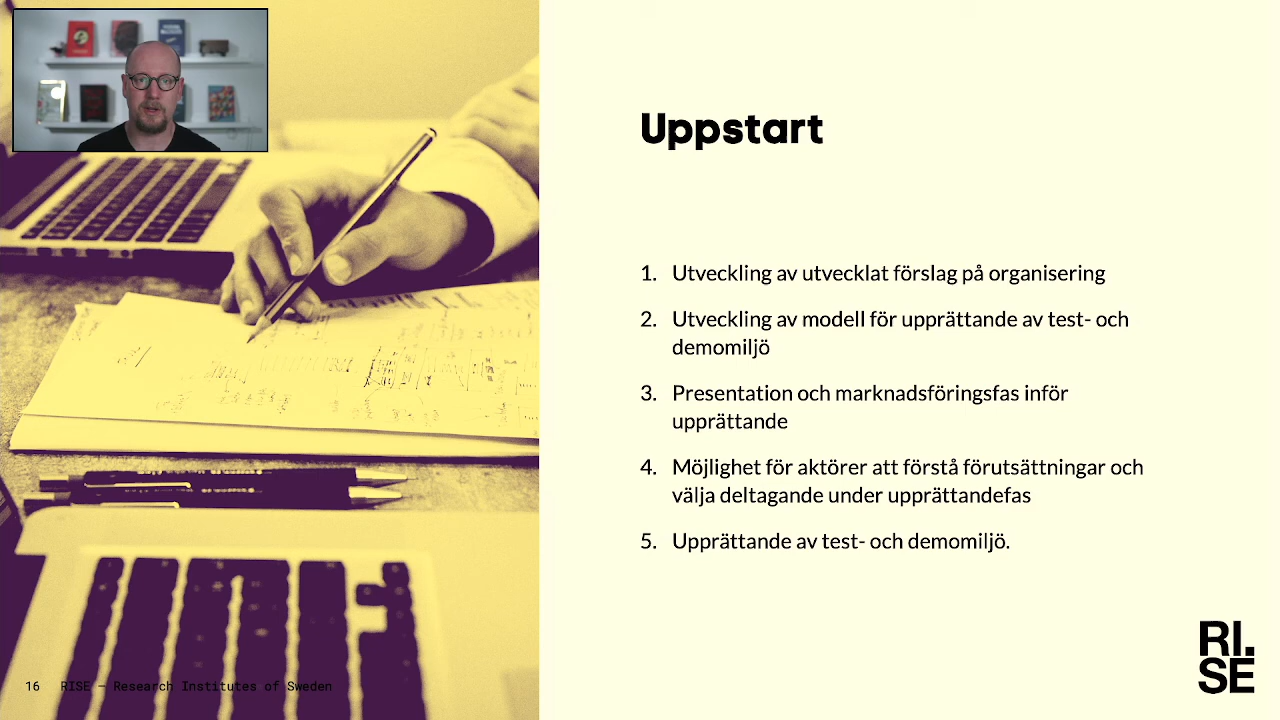 Uppstart
1. Utveckling av utvecklat förslag på organisering
2. Utveckling av modell för upprättande av test- och
demomiljö
3. Presentation och marknadsföringsfas inför
upprättande
4. Möjlighet för aktörer att förstå förutsättningar och
välja deltagande under upprättandefas
5. Upprättande av test- och demomiljö.
16 RISE — Research Institutes of Sweden
RI.
SE